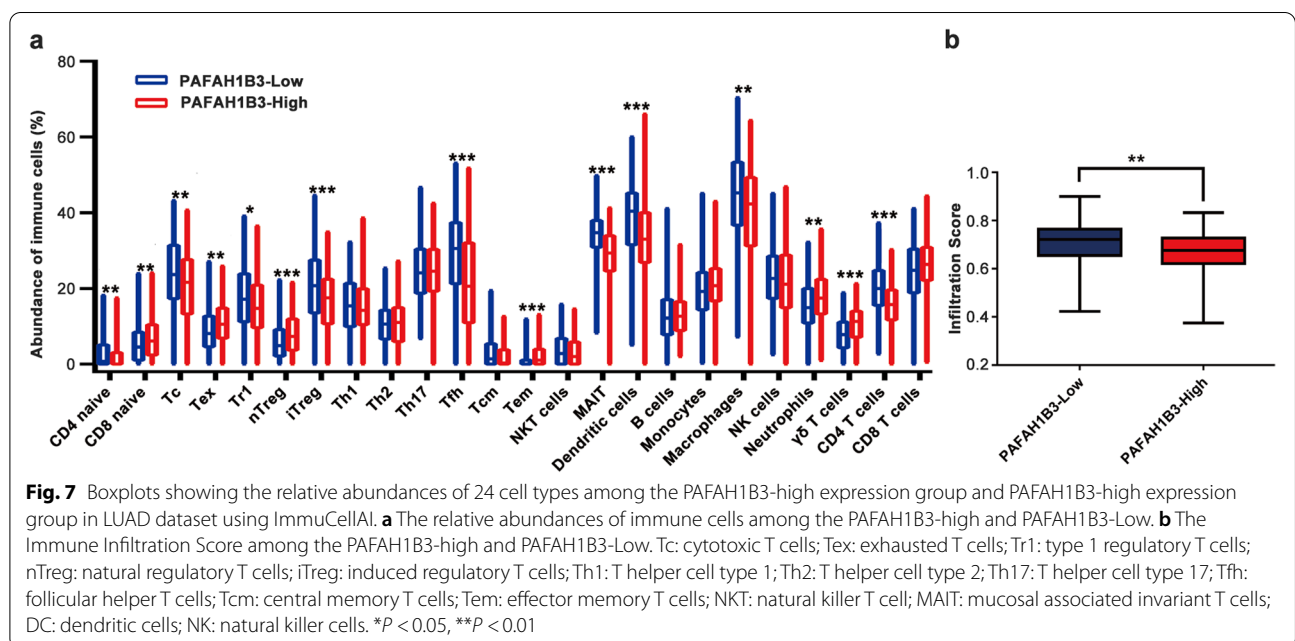 a
b
80
60
40
20
0
Abundance of immune cells (%)
PAFAH1B3-Low
PAFAH1B3-High
**
**
**
**
*
***
***
***
***
***
***
**
**
***
***
CD4 naive
CD8 naive
Tc
Tex
Tr1
nTreg
iTreg
Th1
Th2
Th17
Tfh
Tcm
Tem
NKT cells
MAIT
Dendritic cells
B cells
Monocytes
Macrophages
NK cells
Neutrophils
γδ T cells
CD4 T cells
CD8 T cells
1.0
0.8
0.6
0.4
0.2
Infiltration Score
**
PAFAH1B3-Low
PAFAH1B3-High
Fig. 7 Boxplots showing the relative abundances of 24 cell types among the PAFAH1B3-high expression group and PAFAH1B3-high expression
group in LUAD dataset using ImmuCellAI. a The relative abundances of immune cells among the PAFAH1B3-high and PAFAH1B3-Low. b The
Immune Infiltration Score among the PAFAH1B3-high and PAFAH1B3-Low. Tc: cytotoxic T cells; Tex: exhausted T cells; Tr1: type 1 regulatory T cells;
nTreg: natural regulatory T cells; iTreg: induced regulatory T cells; Th1: T helper cell type 1; Th2: T helper cell type 2; Th17: T helper cell type 17; Tfh:
follicular helper T cells; Tcm: central memory T cells; Tem: effector memory T cells; NKT: natural killer T cell; MAIT: mucosal associated invariant T cells;
DC: dendritic cells; NK: natural killer cells. *P < 0.05, **P < 0.01